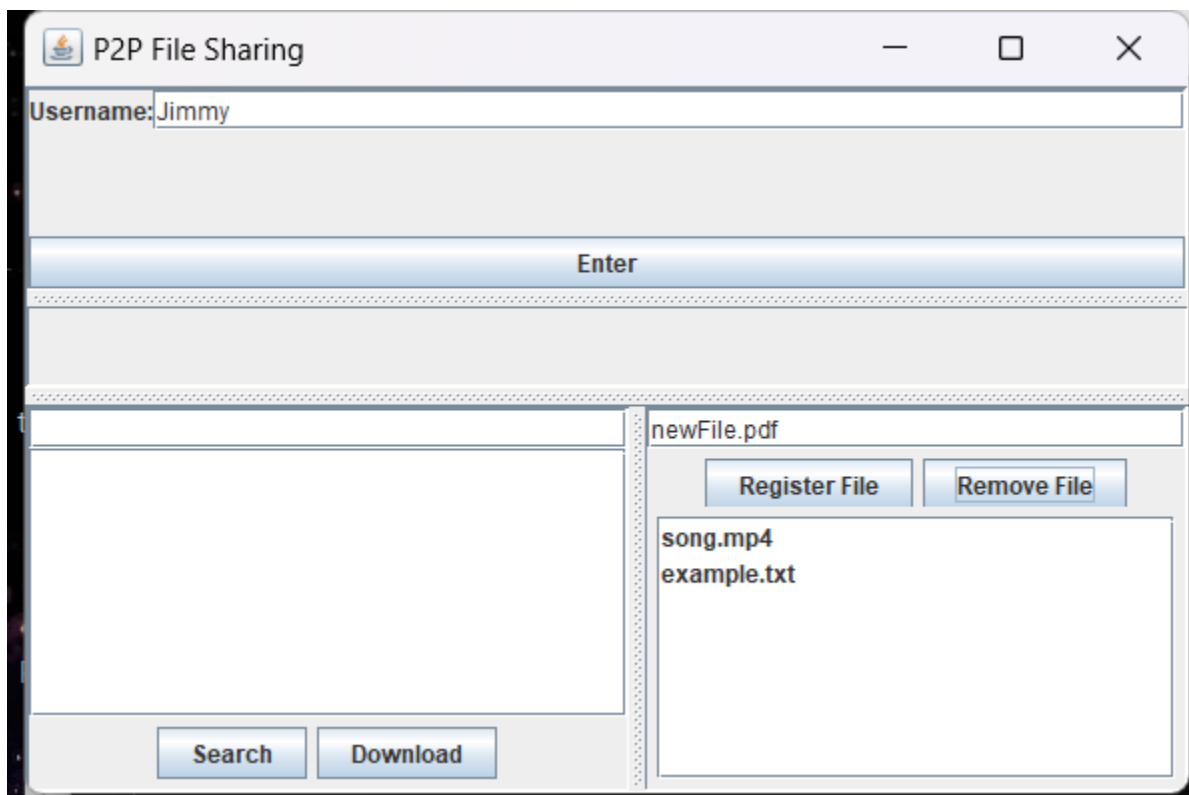 P2P File Sharing
Username: Jimmy
Enter
newFile.pdf
Register File Remove File
song.mp4
example.txt
Search Download